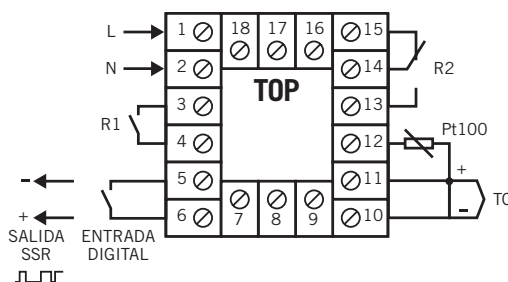 L 1 18 17 16 15
N 2 14 R2
TOP
R1 3 13
4 12 Pt100
- 5 11 +
+ 6 7 8 9 10 -
TC
SALIDA SSR
ENTRADA DIGITAL